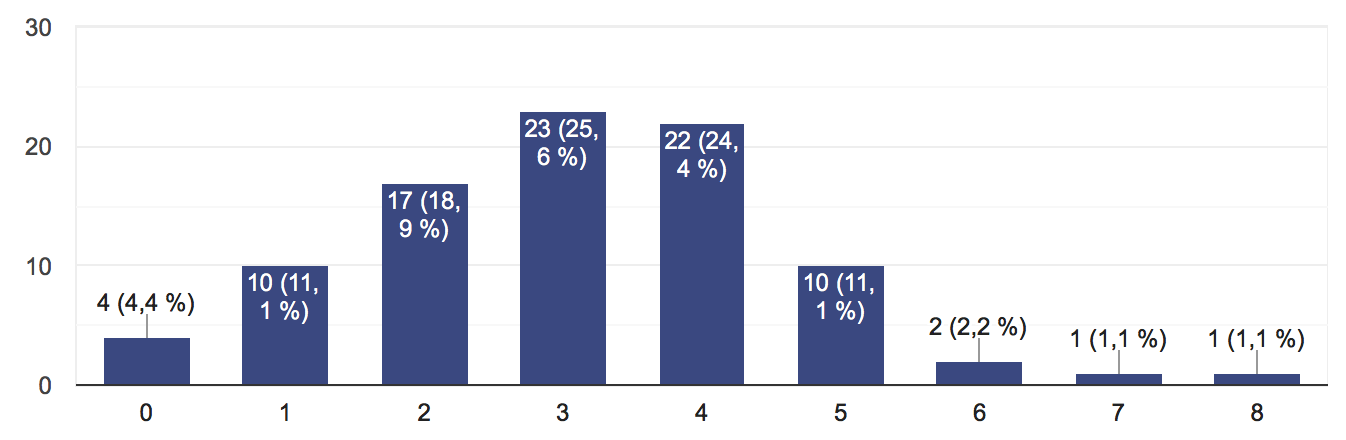 30
20
10
0
4 (4,4 %)
10 (11,
1 %)
17 (18,
9 %)
23 (25,
6 %)
22 (24,
4 %)
10 (11,
1 %)
2 (2,2 %)
1 (1,1 %)
1 (1,1 %)
0 1 2 3 4 5 6 7 8